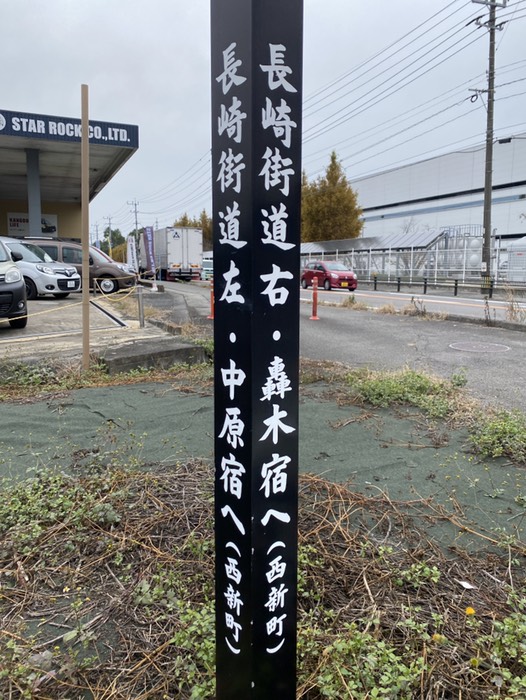 長崎街道右・轟木宿へ(西新町)
長崎街道左・中原宿へ(西新町)
STAR ROCK CO., LTD.